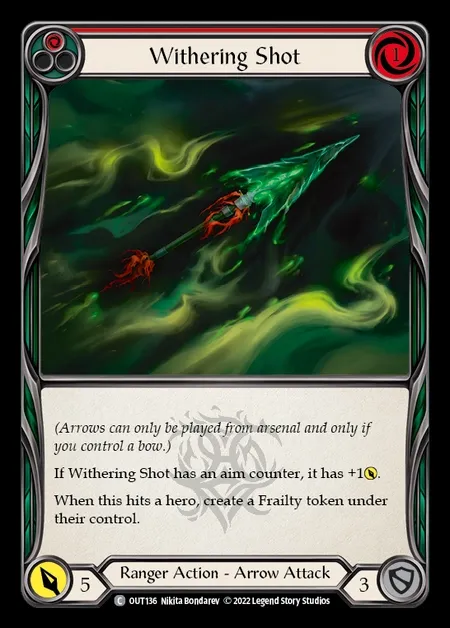 Withering Shot
1
(Arrows can only be played from arsenal and only if
you control a bow.)
If Withering Shot has an aim counter, it has +1.
When this hits a hero, create a Frailty token under
their control.
5
Ranger Action - Arrow Attack
3
C OUT136 Nikita Bondarev © 2022 Legend Story Studios